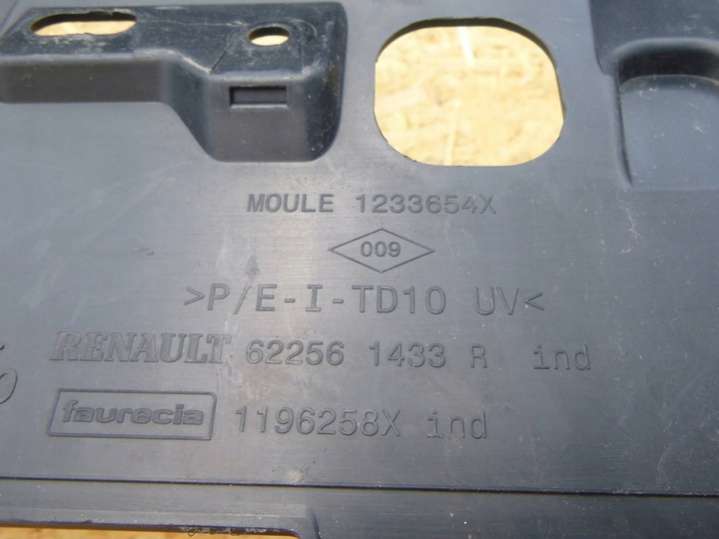 MOULE 1233654X
009
>P/E-I-TD10 UV<
RENAULT 62256 1433 R ind
faurecia 1196258X ind